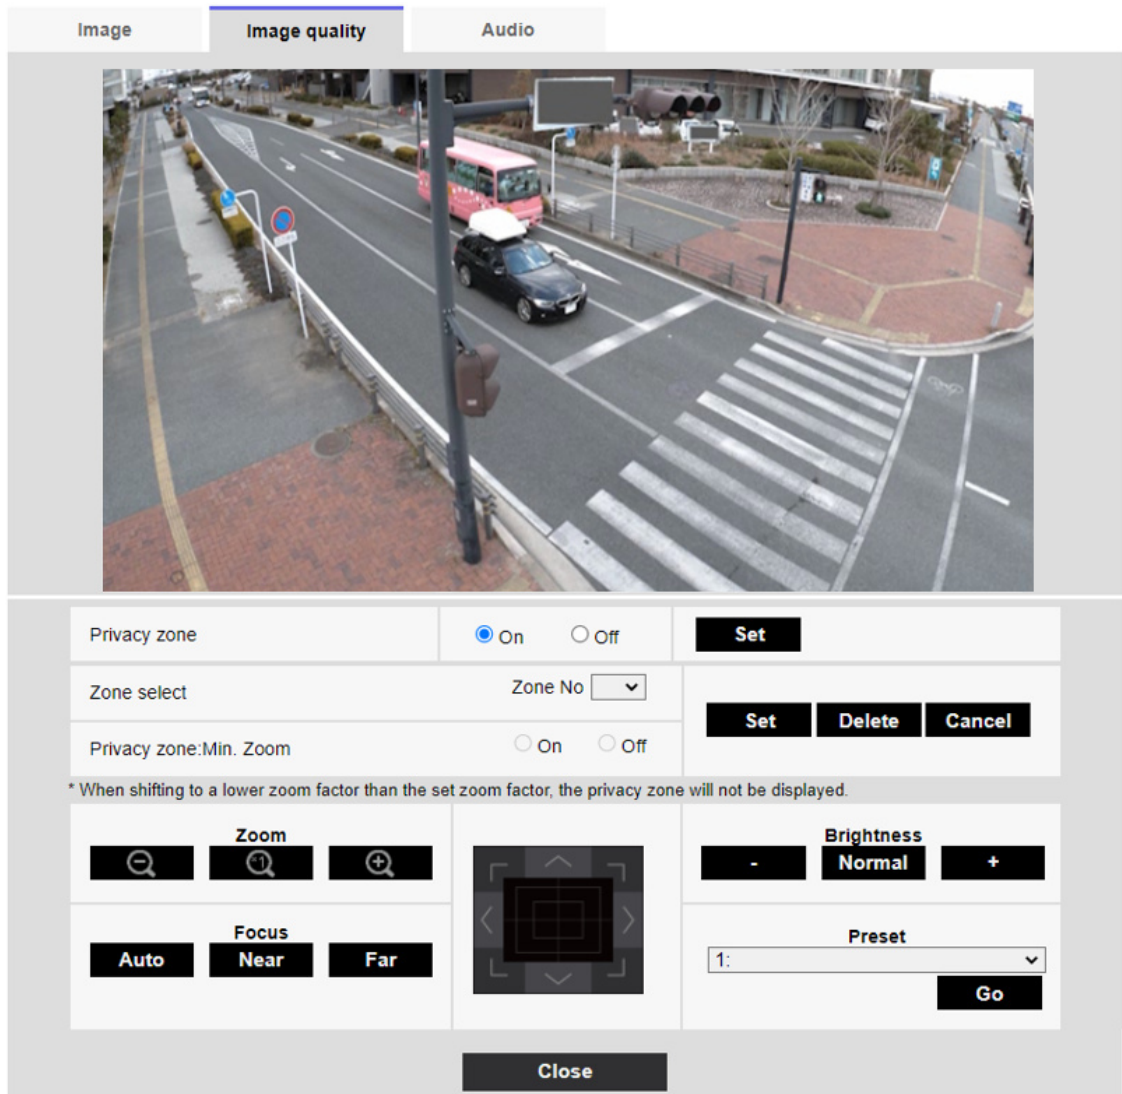 Image Image quality Audio
Privacy zone On Off Set
Zone select Zone No
Set Delete Cancel
Privacy zone:Min. Zoom On Off
* When shifting to a lower zoom factor than the set zoom factor, the privacy zone will not be displayed.
Zoom
×1
Brightness
- Normal +
Focus
Auto Near Far
Preset
1:
Go
Close